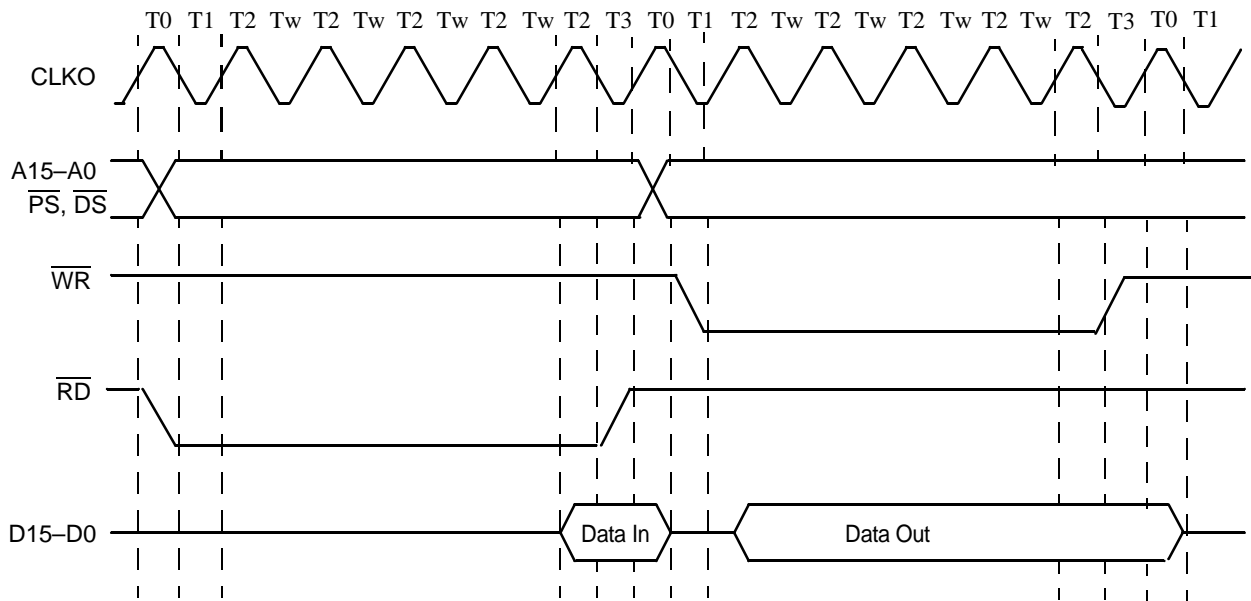 T0 T1 T2 Tw T2 Tw T2 Tw T2 Tw T2 T3 T0 T1 T2 Tw T2 Tw T2 Tw T2 Tw T2 T3 T0 T1
CLKO
A15–A0
PS, DS
WR
RD
D15–D0 Data In Data Out